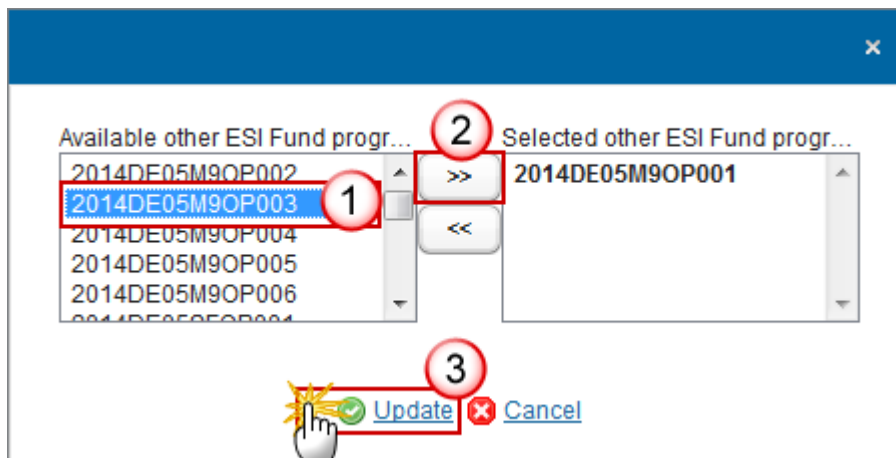 ×
Available other ESI Fund progr...
2
Selected other ESI Fund progr...
2014DE05M9OP002
>>
2014DE05M9OP001
2014DE05M9OP003
1
2014DE05M9OP004
<<
2014DE05M9OP005
2014DE05M9OP006
3
Update
Cancel